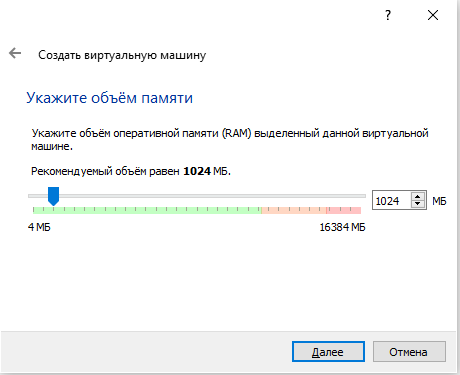 ?
Создать виртуальную машину
Укажите объём памяти
Укажите объём оперативной памяти (RAM) выделенный данной виртуальной
машине.
Рекомендуемый объём равен 1024 МБ.
1024 МБ
4 МБ 16384 МБ
Далее Отмена